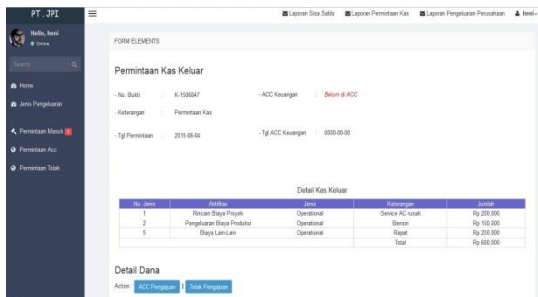 PT. JPI
Laporan Sisa Saldo Laporan Permintaan Kas Laporan Pengeluaran Perusahaan heni
Hello, heni
Online
Search...
Home
Jenis Pengeluaran
Permintaan Masuk
Permintaan Acc
Permintaan Tolak
FORM ELEMENTS
Permintaan Kas Keluar
- No. Bukti : K-1506047 - ACC Keuangan : Belum di ACC
- Keterangan : Permintaan Kas
- Tgl Permintaan : 2015-06-04 - Tgl ACC Keuangan : 0000-00-00
Detail Kas Keluar
No. Jenis Aktifitas Jenis Keterangan Jumlah
1 Rincian Biaya Proyek Operational Service AC rusak Rp 200,000
2 Pengeluaran Biaya Produksi Operational Bensin Rp 150,000
5 Biaya Lain-Lain Operational Rapat Rp 250,000
Total Rp 600,000
Detail Dana
Action : ACC Pengajuan | Tolak Pengajuan